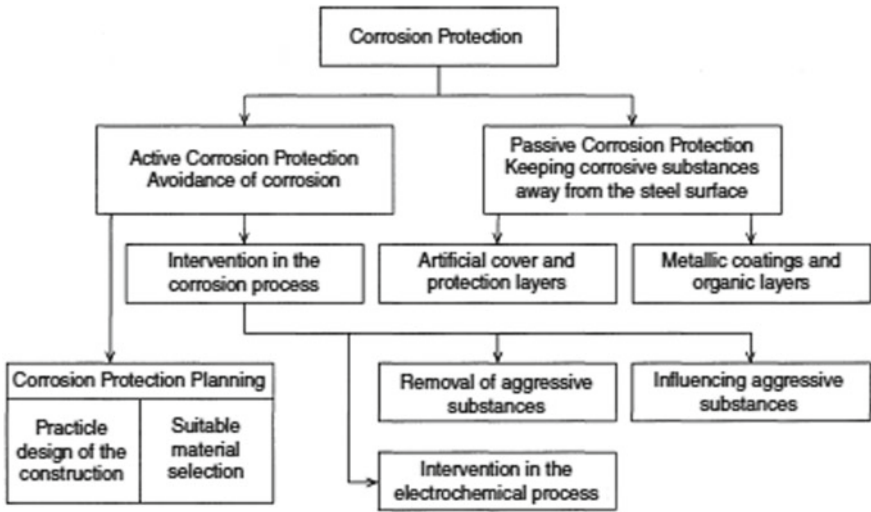 Corrosion Protection
Active Corrosion Protection
Avoidance of corrosion
Passive Corrosion Protection
Keeping corrosive substances
away from the steel surface
Intervention in the
corrosion process
Artificial cover and
protection layers
Metallic coatings and
organic layers
Corrosion Protection Planning
Practicle
design of the
construction
Suitable
material
selection
Removal of aggressive
substances
Influencing aggressive
substances
Intervention in the
electrochemical process